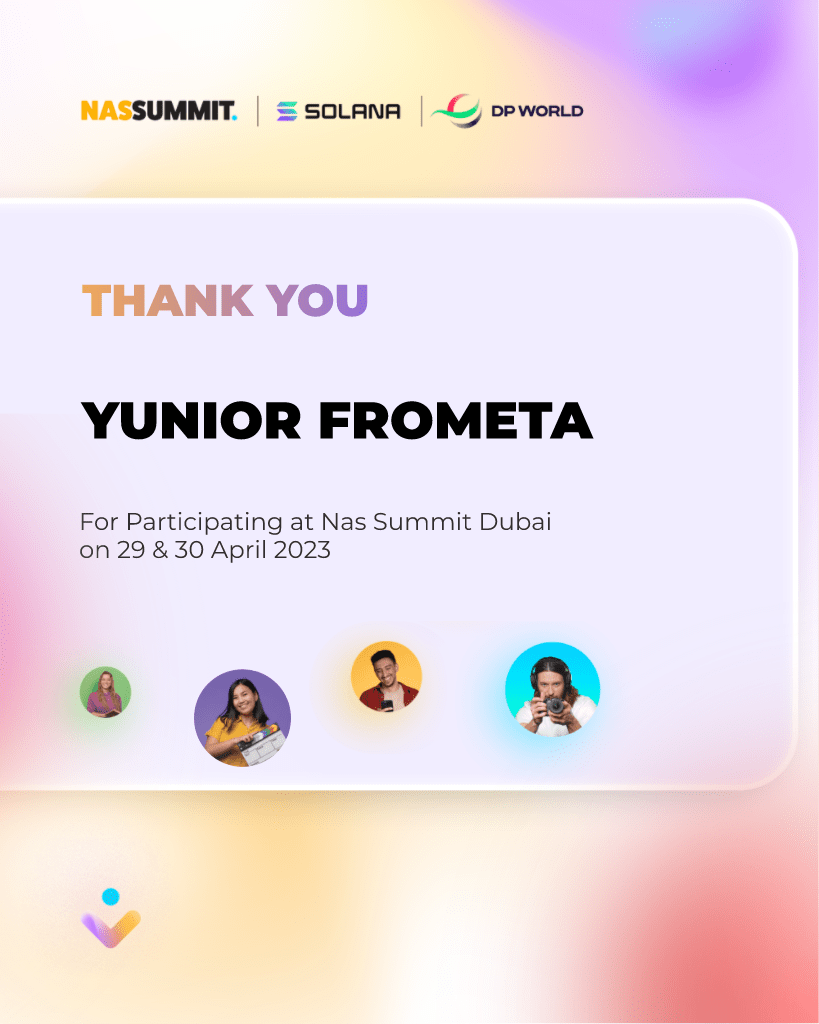 NASSUMMIT.
SOLANA
DP WORLD
THANK YOU
YUNIOR FROMETA
For Participating at Nas Summit Dubai
on 29 & 30 April 2023